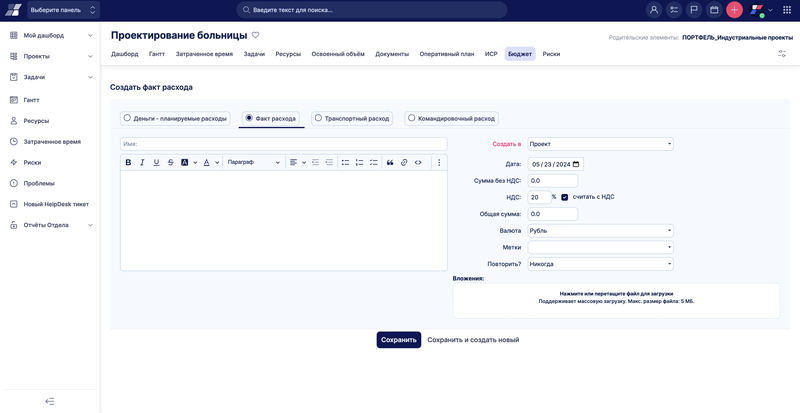 Выберите панель
Введите текст для поиска...
Мой дашборд
Проекты
Задачи
Гантт
Ресурсы
Затраченное время
Риски
Проблемы
Новый HelpDesk тикет
Отчёты Отдела
Проектирование больницы
Родительские элементы: ПОРТФЕЛЬ_Индустриальные проекты
Дашборд Гантт Затраченное время Задачи Ресурсы Освоенный объём Документы Оперативный план ИСР Бюджет Риски
Создать факт расхода
Деньги - планируемые расходы Факт расхода Транспортный расход Командировочный расход
Имя:
B I U S A A Параграф
Создать в Проект
Дата: 05 / 23 / 2024
Сумма без НДС: 0.0
НДС: 20 % считать с НДС
Общая сумма: 0.0
Валюта Рубль
Метки
Повторить? Никогда
Вложения:
Нажмите или перетащите файл для загрузки
Поддерживает массовую загрузку. Макс. размер файла: 5 МБ.
Сохранить Сохранить и создать новый